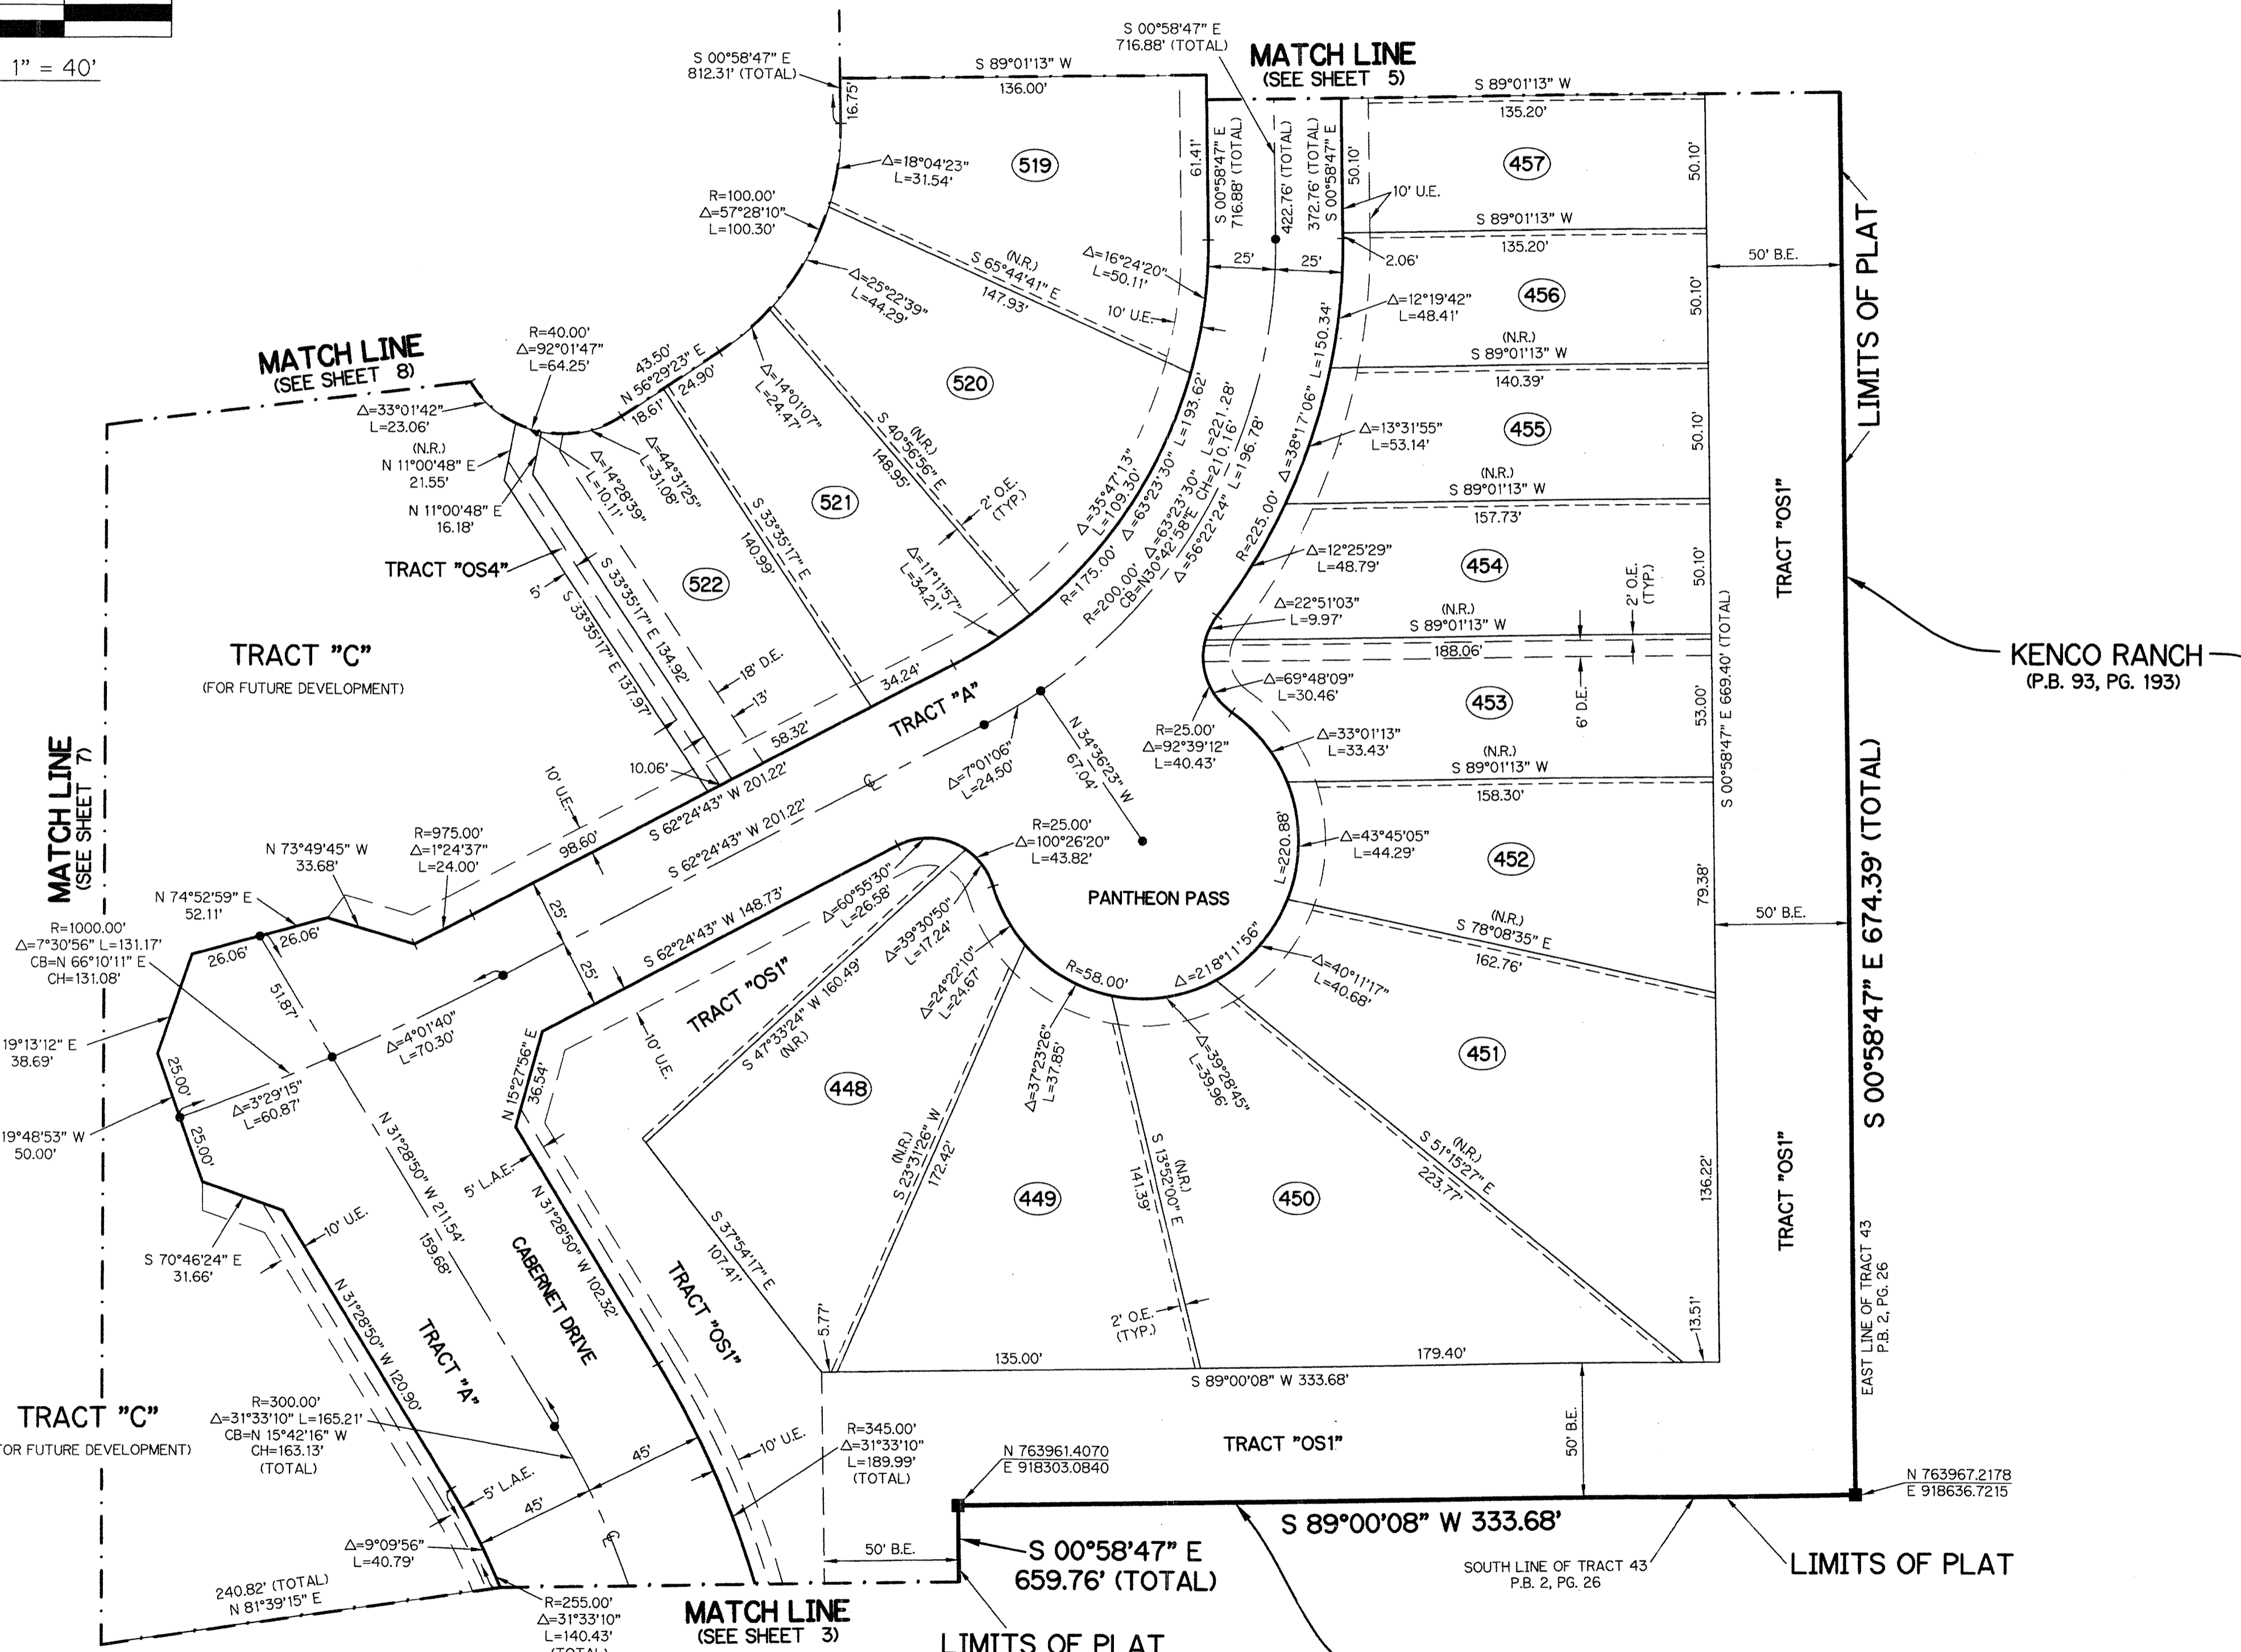 1" = 40'
S 00°58'47" E
812.31' (TOTAL)
16.75'
S 89°01'13" W
136.00'
S 00°58'47" E
716.88' (TOTAL)
MATCH LINE
(SEE SHEET 5)
S 89°01'13" W
135.20'
519
Δ=18°04'23"
L=31.54'
R=100.00'
Δ=57°28'10"
L=100.30'
61.41'
S 00°58'47" E
716.88' (TOTAL)
422.76' (TOTAL)
372.76' (TOTAL)
S 00°58'47" E
50.10'
457
50.10'
10' U.E.
S 89°01'13" W
135.20'
2.06'
25'
25'
50' B.E.
LIMITS OF PLAT
(N.R.)
S 65°44'41" E
147.93'
Δ=16°24'20"
L=50.11'
10' U.E.
Δ=25°22'39"
L=44.29'
456
50.10'
Δ=12°19'42"
L=48.41'
(N.R.)
S 89°01'13" W
140.39'
MATCH LINE
(SEE SHEET 8)
R=40.00'
Δ=92°01'47"
L=64.25'
43.50'
N 56°29'23" E
24.90'
18.61'
Δ=14°01'07"
L=24.47'
520
Δ=33°01'42"
L=23.06'
(N.R.)
N 11°00'48" E
21.55'
N 11°00'48" E
16.18'
Δ=14°28'39"
L=10.11'
Δ=44°31'25"
L=31.08'
(N.R.)
S 40°56'56" E
148.95'
2' O.E.
(TYP.)
521
S 33°35'17" E
140.99'
Δ=35°47'13"
L=109.30'
R=175.00' Δ=63°23'30" L=193.62'
R=200.00' Δ=63°23'30" L=221.28'
CB=N30°42'58"E CH=210.16'
Δ=56°22'24" L=196.78'
R=225.00' Δ=38°17'06" L=150.34'
Δ=13°31'55"
L=53.14'
455
50.10'
(N.R.)
S 89°01'13" W
157.73'
Δ=12°25'29"
L=48.79'
454
50.10'
2' O.E.
(TYP.)
TRACT "OS1"
Δ=22°51'03"
L=9.97'
(N.R.)
S 89°01'13" W
188.06'
S 00°58'47" E 669.40' (TOTAL)
KENCO RANCH
(P.B. 93, PG. 193)
TRACT "OS4"
5'
S 33°35'17" E 134.92'
S 33°35'17" E 137.97'
522
18' D.E.
13'
Δ=11°11'57"
L=34.21'
TRACT "C"
(FOR FUTURE DEVELOPMENT)
34.24'
TRACT "A"
58.32'
10.06'
10' U.E.
S 62°24'43" W 201.22'
98.60'
S 62°24'43" W 201.22'
Δ=7°01'06"
L=24.50'
N 34°36'23" W
67.04'
R=25.00'
Δ=92°39'12"
L=40.43'
Δ=69°48'09"
L=30.46'
453
6' D.E.
53.00'
Δ=33°01'13"
L=33.43'
(N.R.)
S 89°01'13" W
158.30'
S 00°58'47" E 674.39' (TOTAL)
MATCH LINE
(SEE SHEET 7)
N 73°49'45" W
33.68'
R=975.00'
Δ=1°24'37"
L=24.00'
N 74°52'59" E
52.11'
R=1000.00'
Δ=7°30'56" L=131.17'
CB=N 66°10'11" E
CH=131.08'
26.06'
26.06'
51.87'
25'
25'
S 62°24'43" W 148.73'
Δ=60°55'30"
L=26.58'
R=25.00'
Δ=100°26'20"
L=43.82'
L=220.88'
Δ=43°45'05"
L=44.29'
452
79.38'
PANTHEON PASS
50' B.E.
(N.R.)
S 78°08'35" E
162.76'
Δ=39°30'50"
L=17.24'
Δ=24°22'10"
L=24.67'
R=58.00'
Δ=218°11'56"
Δ=40°11'17"
L=40.68'
TRACT "OS1"
S 47°33'24" W 160.49'
(N.R.)
10' U.E.
19°13'12" E
38.69'
Δ=4°01'40"
L=70.30'
Δ=3°29'15"
L=60.87'
25.00'
25.00'
19°48'53" W
50.00'
N 15°27'56" E
36.54'
448
Δ=37°23'26"
L=37.85'
Δ=39°28'45"
L=39.96'
451
5' L.A.E.
(N.R.)
S 23°31'26" W
172.42'
449
(N.R.)
S 13°52'00" E
141.39'
450
(N.R.)
S 51°15'27" E
223.77'
136.22'
TRACT "OS1"
EAST LINE OF TRACT 43
P.B. 2, PG. 26
S 70°46'24" E
31.66'
10' U.E.
N 31°28'50" W 211.54'
159.68'
CABERNET DRIVE
N 31°28'50" W 102.32'
TRACT "OS1"
S 37°54'17" E
107.41'
N 31°28'50" W 120.90'
TRACT "A"
5.77'
2' O.E.
(TYP.)
13.51'
135.00'
179.40'
S 89°00'08" W 333.68'
TRACT "C"
OR FUTURE DEVELOPMENT)
R=300.00'
Δ=31°33'10" L=165.21'
CB=N 15°42'16" W
CH=163.13'
(TOTAL)
45'
45'
5' L.A.E.
10' U.E.
R=345.00'
Δ=31°33'10"
L=189.99'
(TOTAL)
TRACT "OS1"
50' B.E.
N 763961.4070
E 918303.0840
N 763967.2178
E 918636.7215
S 89°00'08" W 333.68'
Δ=9°09'56"
L=40.79'
50' B.E.
S 00°58'47" E
659.76' (TOTAL)
SOUTH LINE OF TRACT 43
P.B. 2, PG. 26
LIMITS OF PLAT
240.82' (TOTAL)
N 81°39'15" E
R=255.00'
Δ=31°33'10"
L=140.43'
(TOTAL)
MATCH LINE
(SEE SHEET 3)
LIMITS OF PLAT